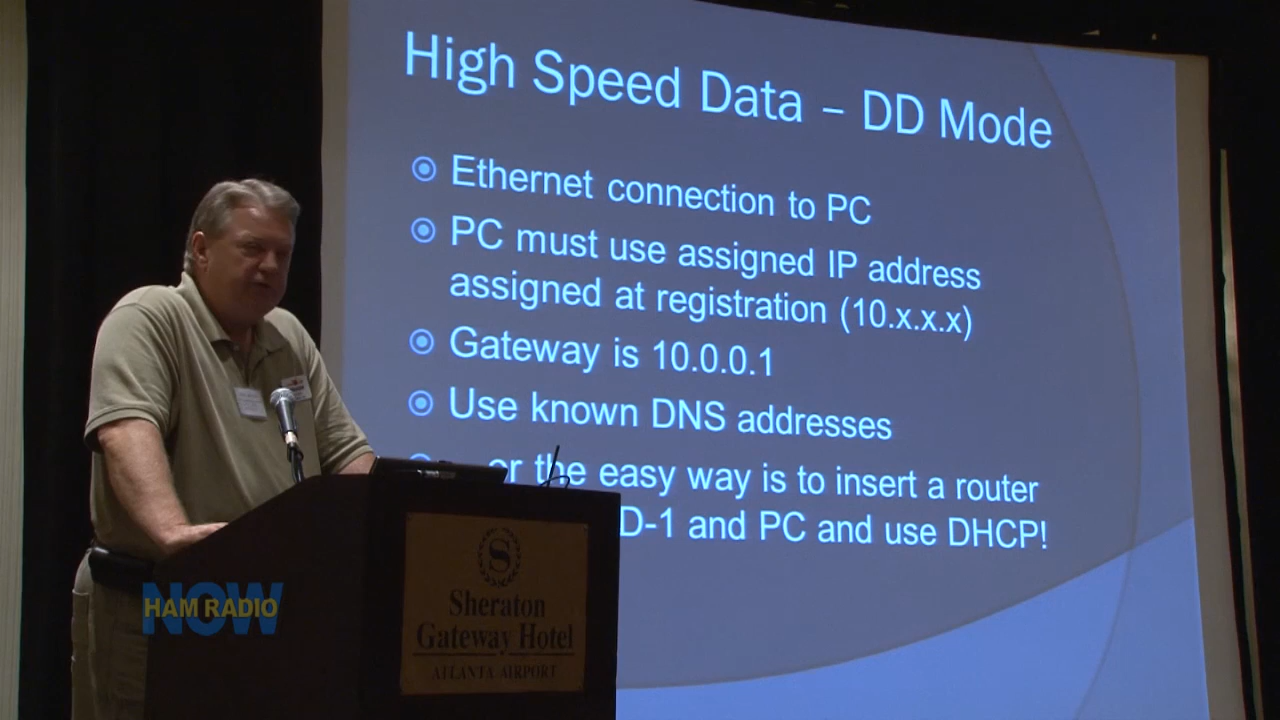 High Speed Data – DD Mode
Ethernet connection to PC
PC must use assigned IP address
assigned at registration (10.x.x.x)
Gateway is 10.0.0.1
Use known DNS addresses
or the easy way is to insert a router
D-1 and PC and use DHCP!
S
Sheraton
Gateway Hotel
ATLANTA AIRPORT
NOW
HAM RADIO